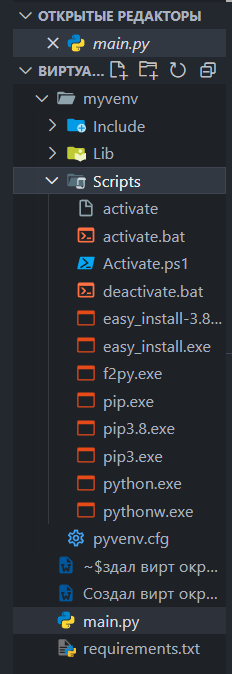 ОТКРЫТЫЕ РЕДАКТОРЫ
main.py
ВИРТУА...
myvenv
Include
Lib
Scripts
activate
activate.bat
Activate.ps1
deactivate.bat
easy_install-3.8...
easy_install.exe
f2py.exe
pip.exe
pip3.8.exe
pip3.exe
python.exe
pythonw.exe
pyvenv.cfg
~$здал вирт окр...
Создал вирт окр...
main.py
requirements.txt